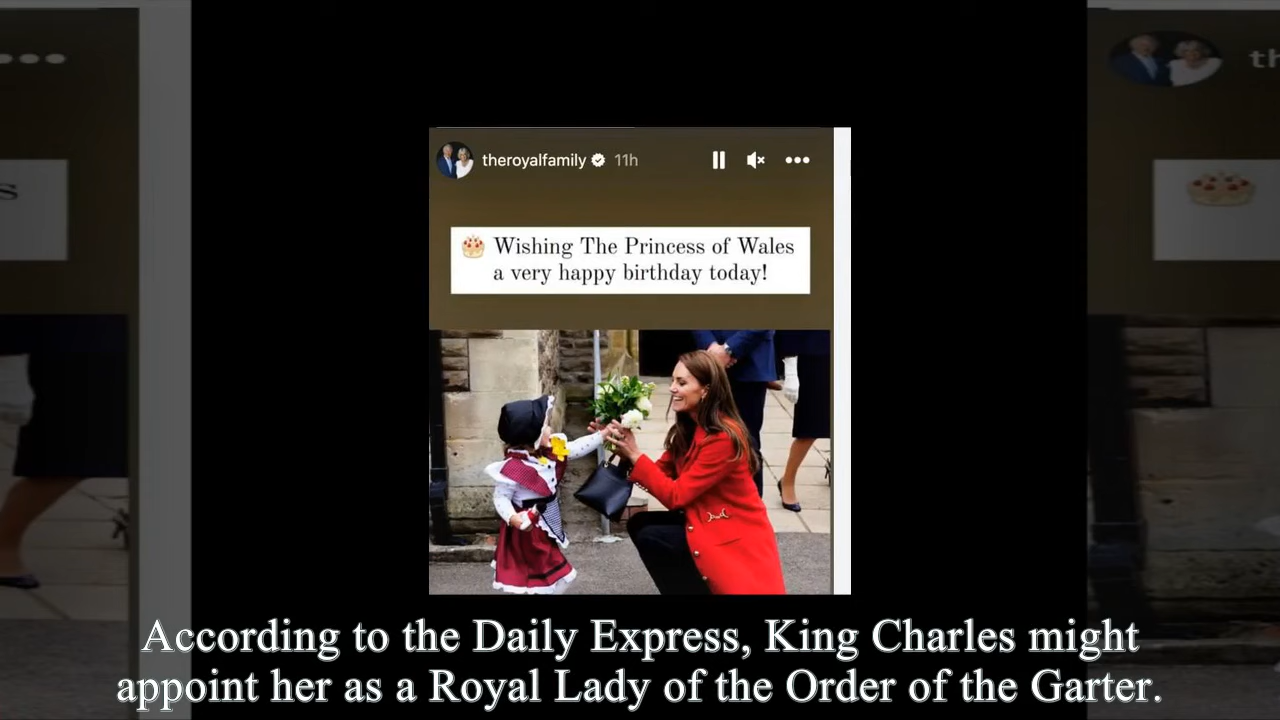 theroyalfamily 11h
Wishing The Princess of Wales
a very happy birthday today!
According to the Daily Express, King Charles might
appoint her as a Royal Lady of the Order of the Garter.